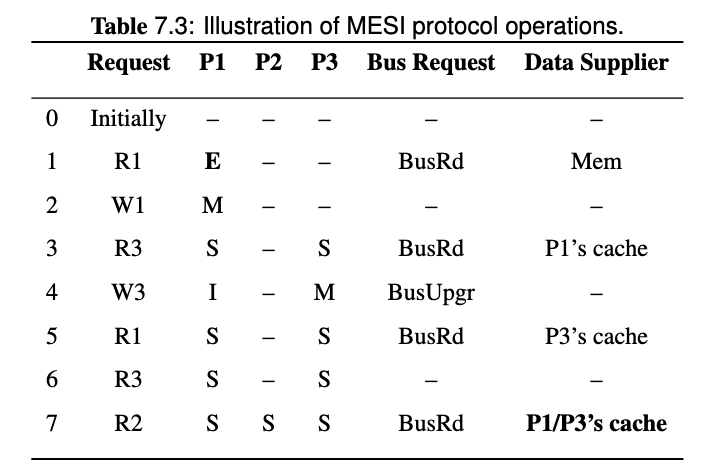 Table 7.3: Illustration of MESI protocol operations.
Request P1 P2 P3 Bus Request Data Supplier
0 Initially – – – – –
1 R1 E – – BusRd Mem
2 W1 M – – – –
3 R3 S – S BusRd P1’s cache
4 W3 I – M BusUpgr –
5 R1 S – S BusRd P3’s cache
6 R3 S – S – –
7 R2 S S S BusRd P1/P3’s cache